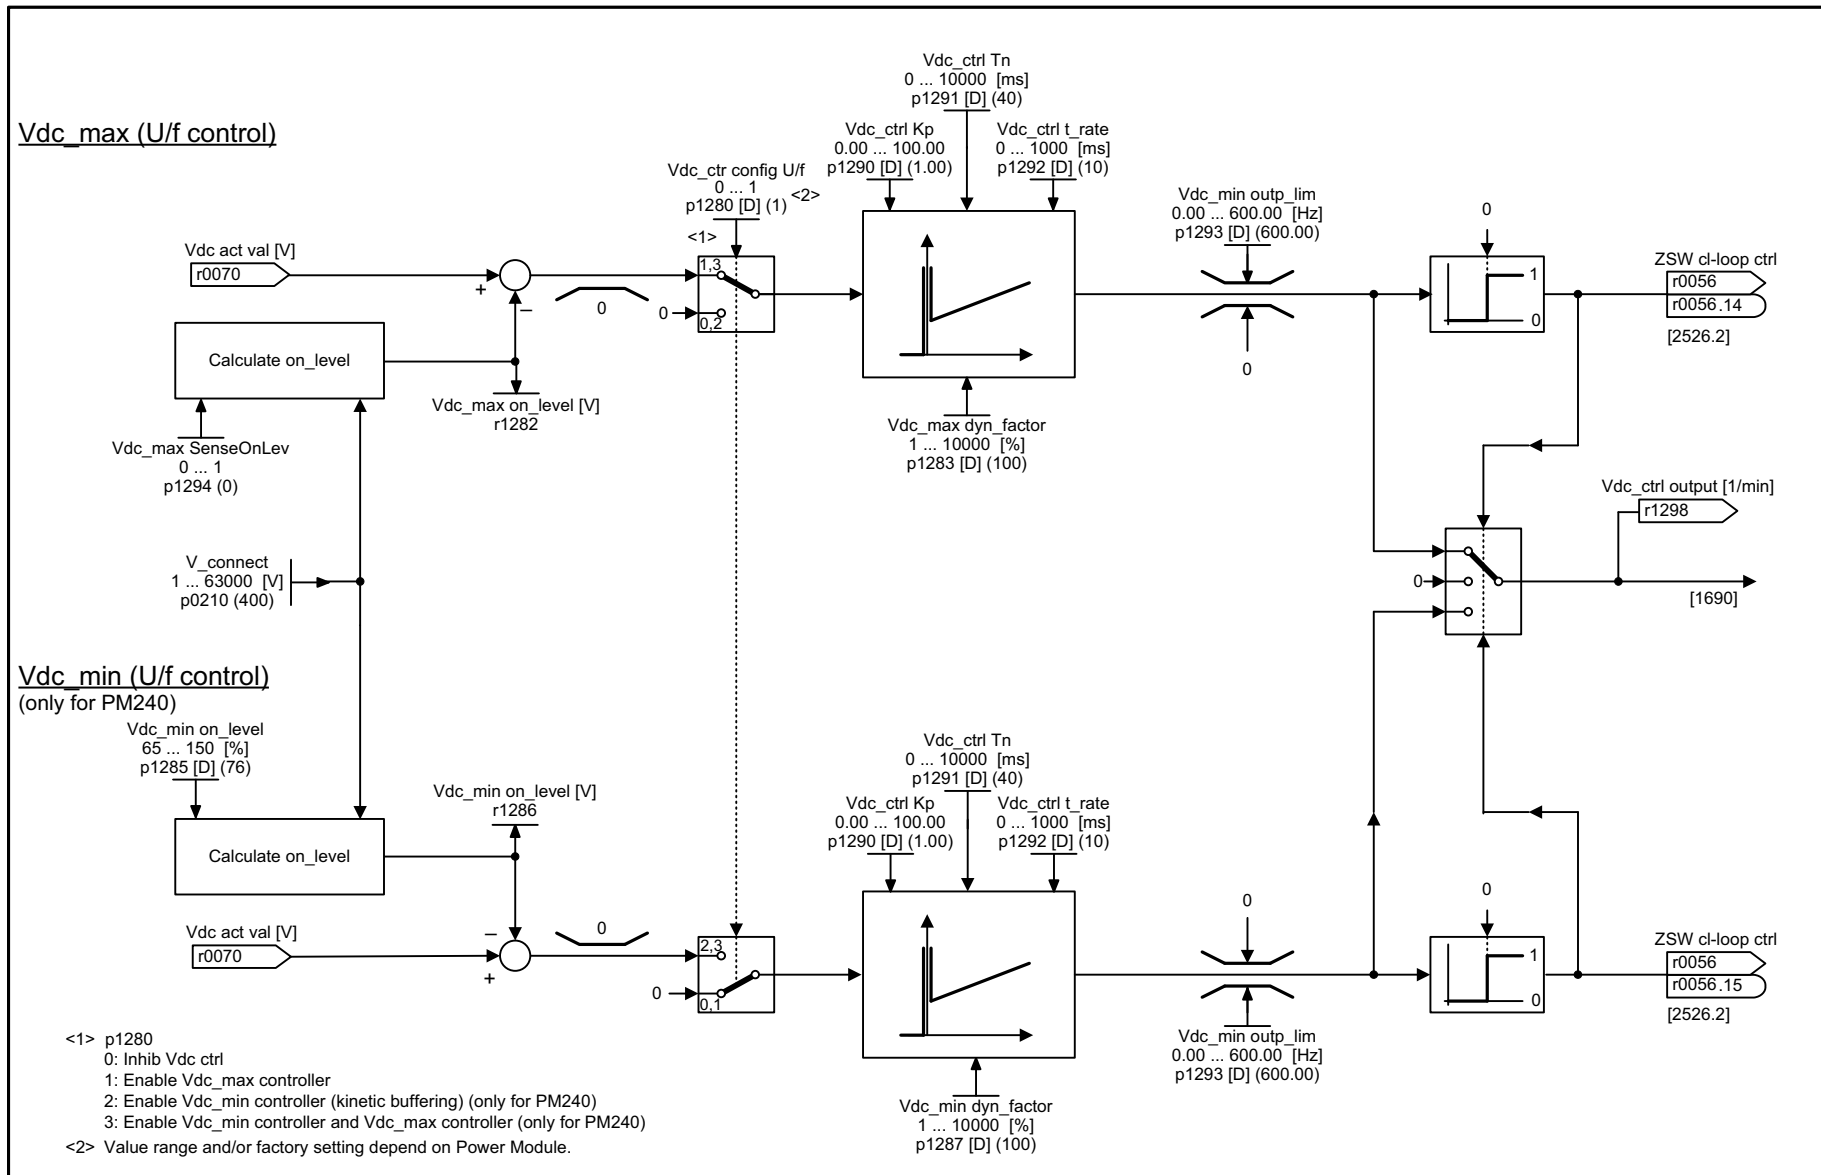 Vdc_max (U/f control)
Vdc_ctrl Tn
0 ... 10000 [ms]
p1291 [D] (40)
Vdc_ctrl Kp
0.00 ... 100.00
p1290 [D] (1.00)
Vdc_ctrl t_rate
0 ... 1000 [ms]
p1292 [D] (10)
Vdc_ctr config U/f
0 ... 1
p1280 [D] (1)
<2>
<1>
Vdc_min outp_lim
0.00 ... 600.00 [Hz]
p1293 [D] (600.00)
0
Vdc act val [V]
r0070
+
–
0
1,3
0
0,2
0
1
0
ZSW cl-loop ctrl
r0056
r0056.14
[2526.2]
Calculate on_level
Vdc_max on_level [V]
r1282
Vdc_max SenseOnLev
0 ... 1
p1294 (0)
Vdc_max dyn_factor
1 ... 10000 [%]
p1283 [D] (100)
Vdc_ctrl output [1/min]
r1298
V_connect
1 ... 63000 [V]
p0210 (400)
0
[1690]
Vdc_min (U/f control)
(only for PM240)
Vdc_min on_level
65 ... 150 [%]
p1285 [D] (76)
Vdc_min on_level [V]
r1286
Calculate on_level
Vdc_ctrl Tn
0 ... 10000 [ms]
p1291 [D] (40)
Vdc_ctrl Kp
0.00 ... 100.00
p1290 [D] (1.00)
Vdc_ctrl t_rate
0 ... 1000 [ms]
p1292 [D] (10)
Vdc act val [V]
r0070
–
+
0
2,3
0
0,1
0
0
1
0
ZSW cl-loop ctrl
r0056
r0056.15
[2526.2]
Vdc_min outp_lim
0.00 ... 600.00 [Hz]
p1293 [D] (600.00)
Vdc_min dyn_factor
1 ... 10000 [%]
p1287 [D] (100)
<1> p1280
0: Inhib Vdc ctrl
1: Enable Vdc_max controller
2: Enable Vdc_min controller (kinetic buffering) (only for PM240)
3: Enable Vdc_min controller and Vdc_max controller (only for PM240)
<2> Value range and/or factory setting depend on Power Module.